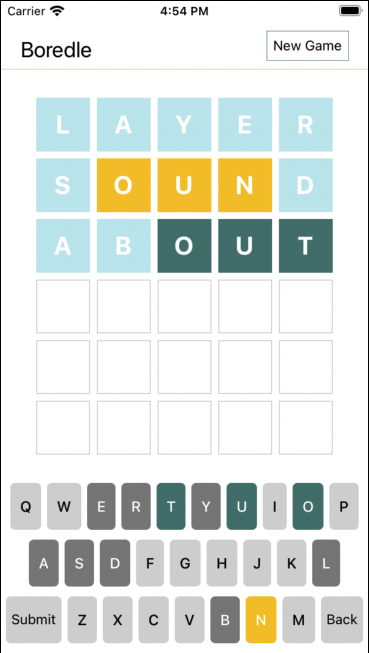 Carrier 4:54 PM
Boredle New Game
L A Y E R
S O U N D
A B O U T
Q W E R T Y U I O P
A S D F G H J K L
Submit Z X C V B N M Back